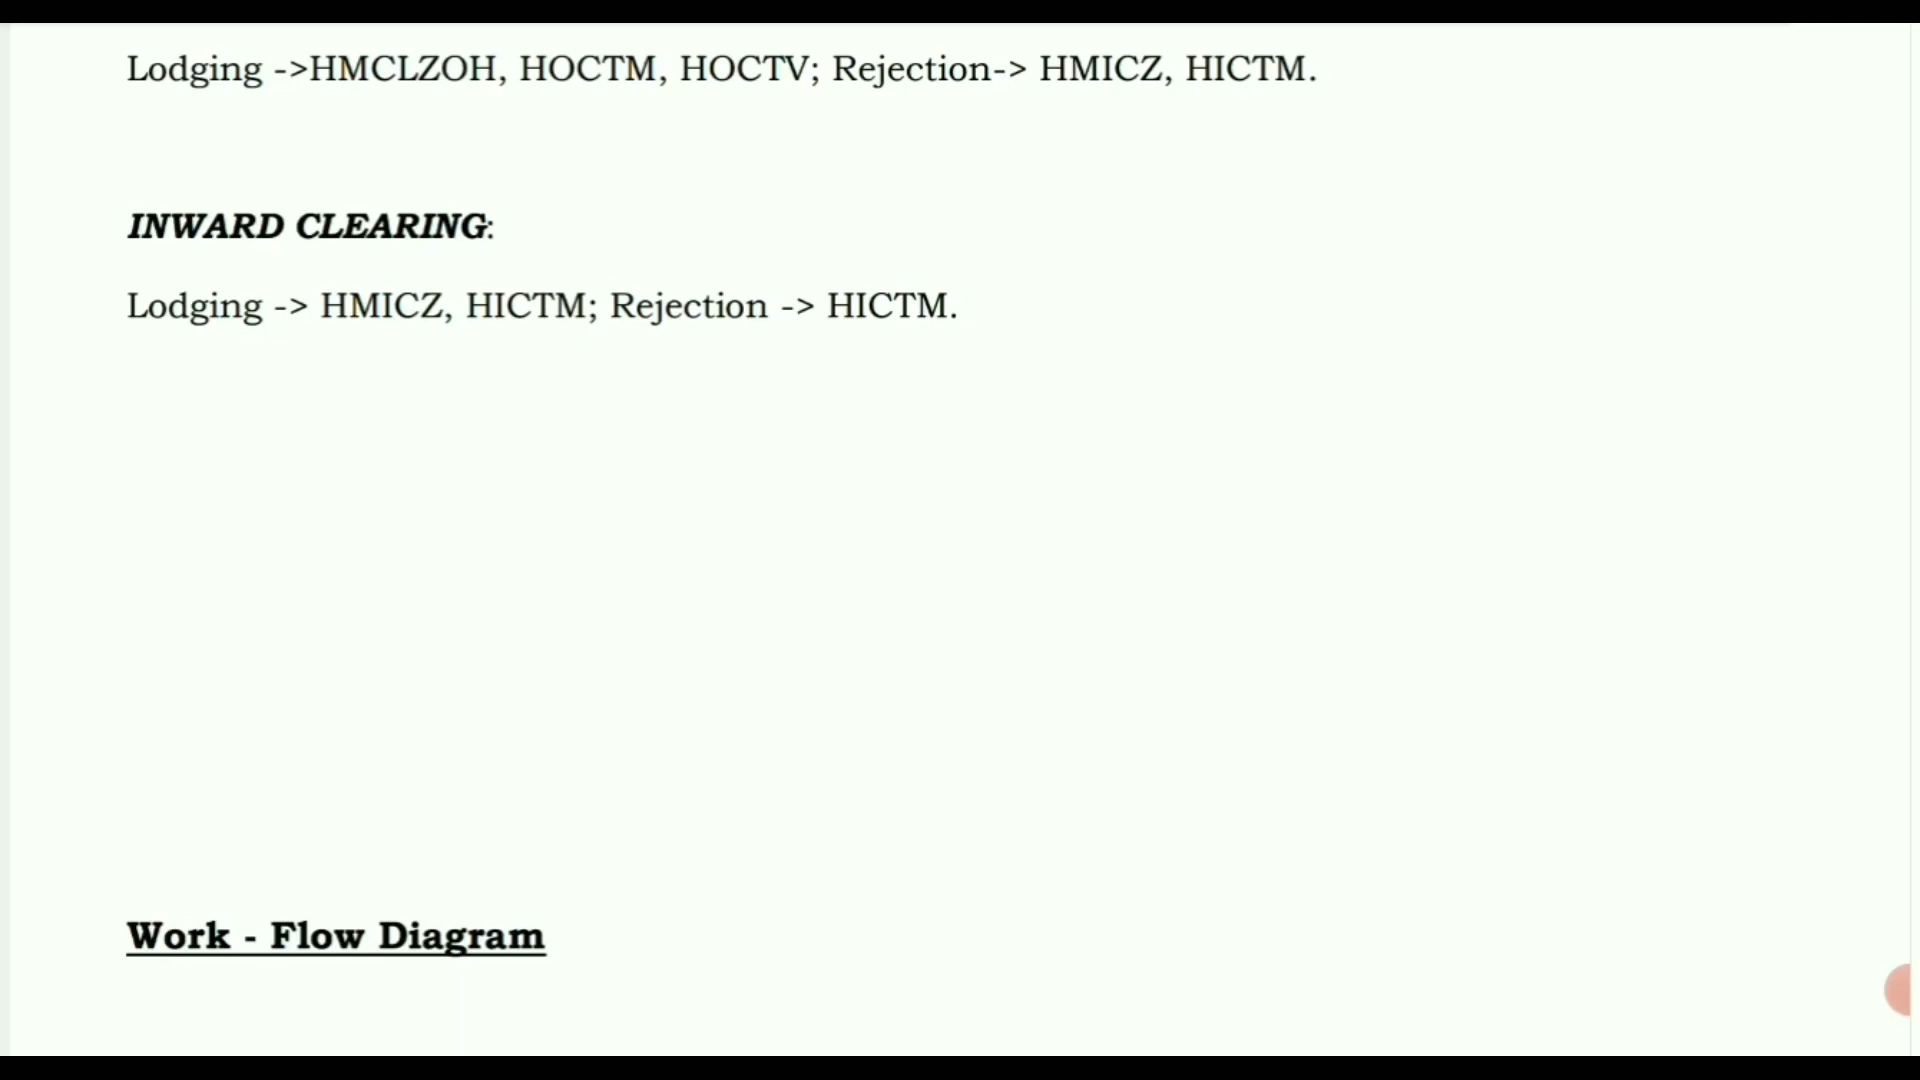 Lodging ->HMCLZOH, HOCTM, HOCTV; Rejection-> HMICZ, HICTM.
INWARD CLEARING:
Lodging -> HMICZ, HICTM; Rejection -> HICTM.
Work - Flow Diagram